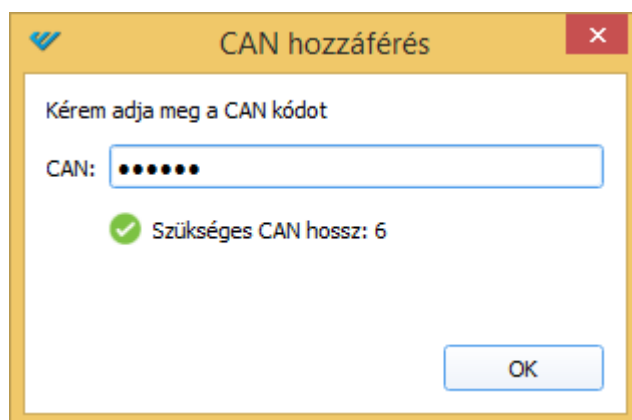 CAN hozzáférés
Kérem adja meg a CAN kódot
CAN: ●●●●●●
Szükséges CAN hossz: 6
OK